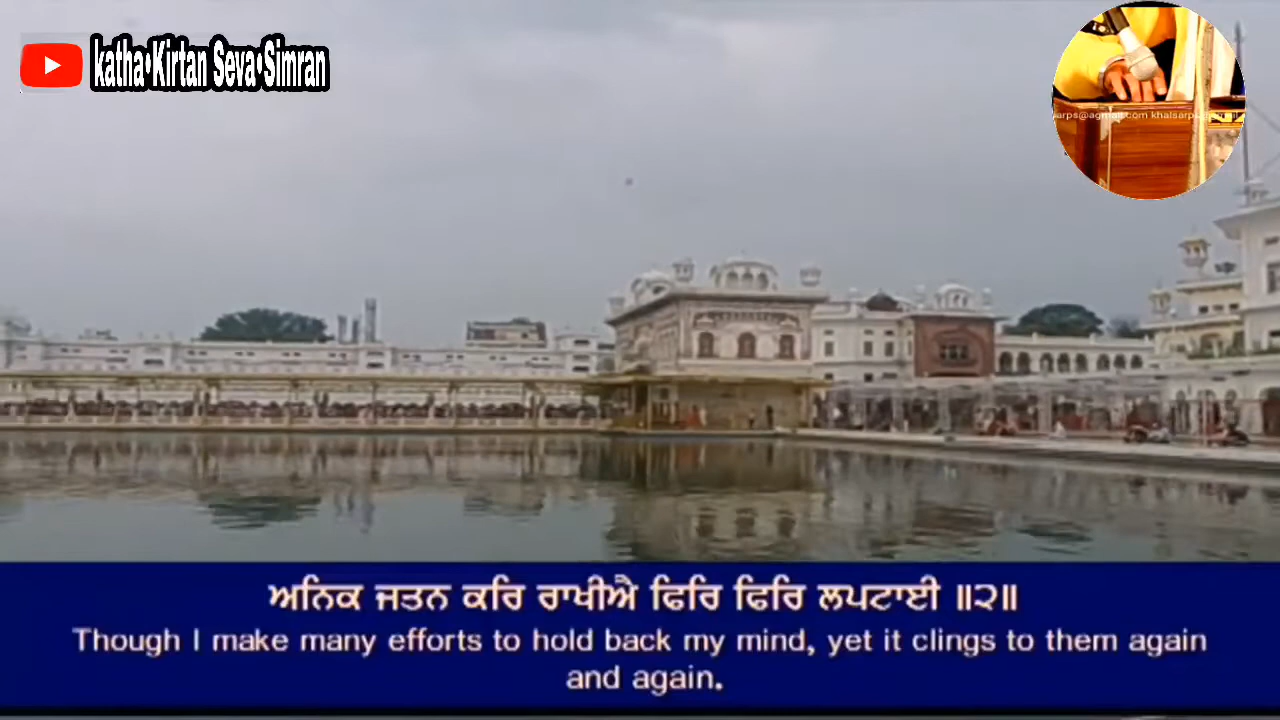 katha•Kirtan Seva•Simran
ਅਨਿਕ ਜਤਨ ਕਰਿ ਰਾਖੀਐ ਫਿਰਿ ਫਿਰਿ ਲਪਟਾਈ ॥੨॥
Though I make many efforts to hold back my mind, yet it clings to them again
and again.